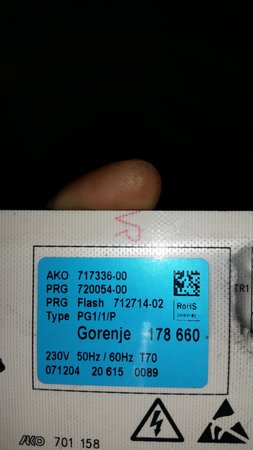 VR
AKO 717336-00
PRG 720054-00
PRG Flash 712714-02
Type PG1/1/P
RoHS
Gorenje 178 660
230V 50Hz / 60Hz T70
071204 20 615 0089
TR1
AKO 701 158